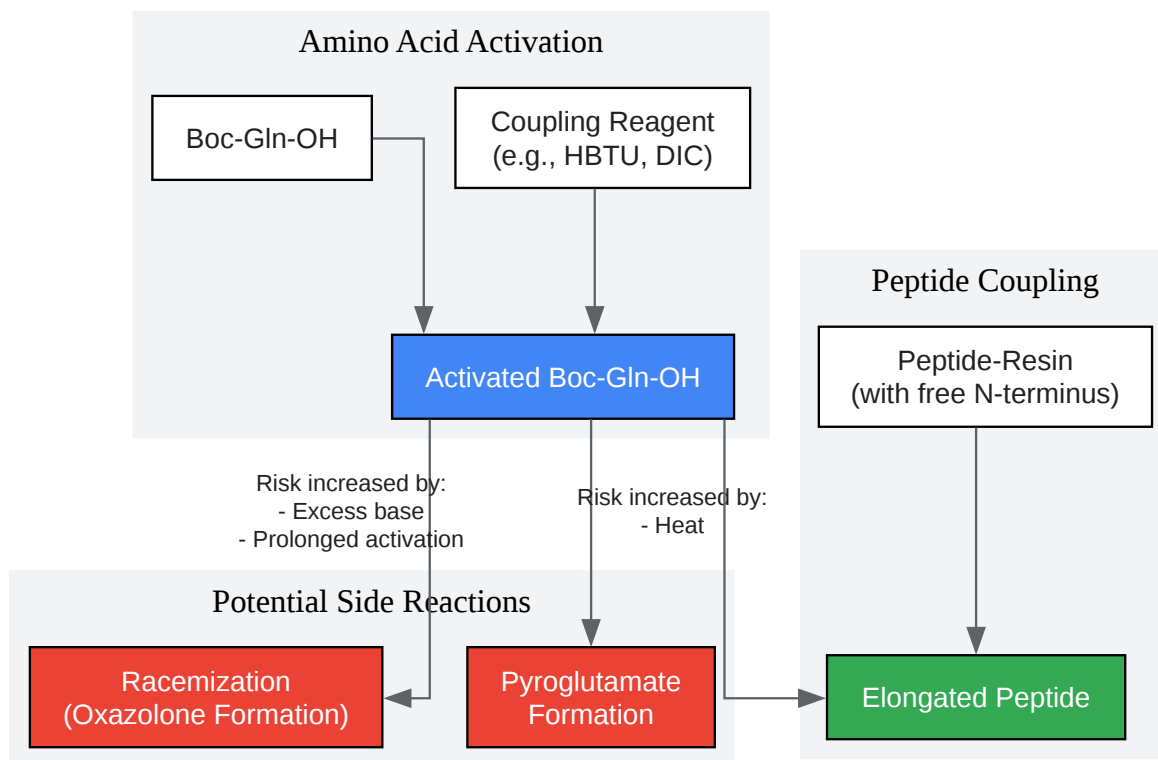 Amino Acid Activation
Boc-Gln-OH
Coupling Reagent
(e.g., HBTU, DIC)
Activated Boc-Gln-OH
Peptide Coupling
Peptide-Resin
(with free N-terminus)
Risk increased by:
- Excess base
- Prolonged activation
Risk increased by:
- Heat
Potential Side Reactions
Racemization
(Oxazolone Formation)
Pyroglutamate
Formation
Elongated Peptide